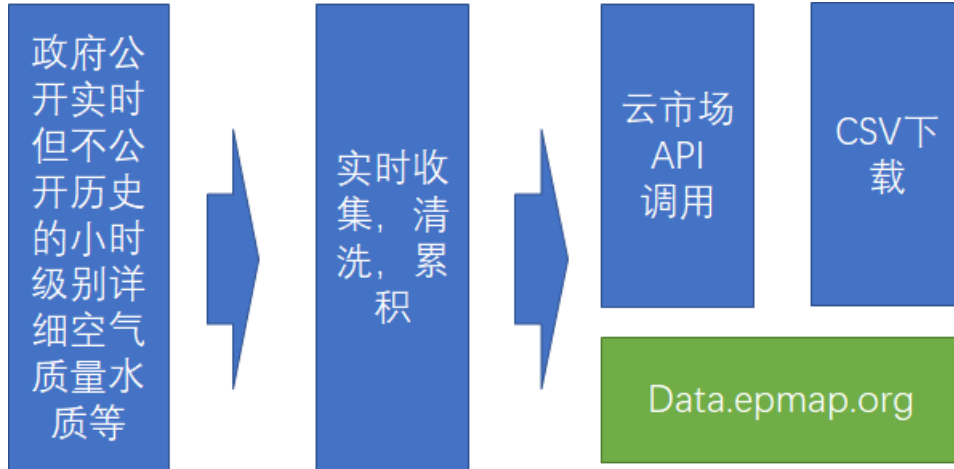 政府公
开实时
但不公
开历史
的小时
级别详
细空气
质量水
质等
实时收
集，清
洗，累
积
云市场
API
调用
CSV下
载
Data.epmap.org